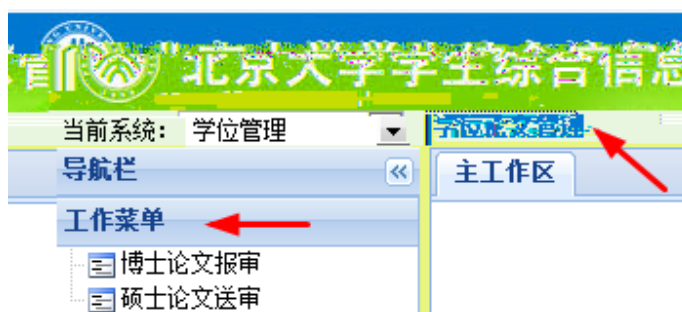 北京大学学生综合信息
当前系统： 学位管理
导航栏
主工作区
工作菜单
博士论文报审
硕士论文送审